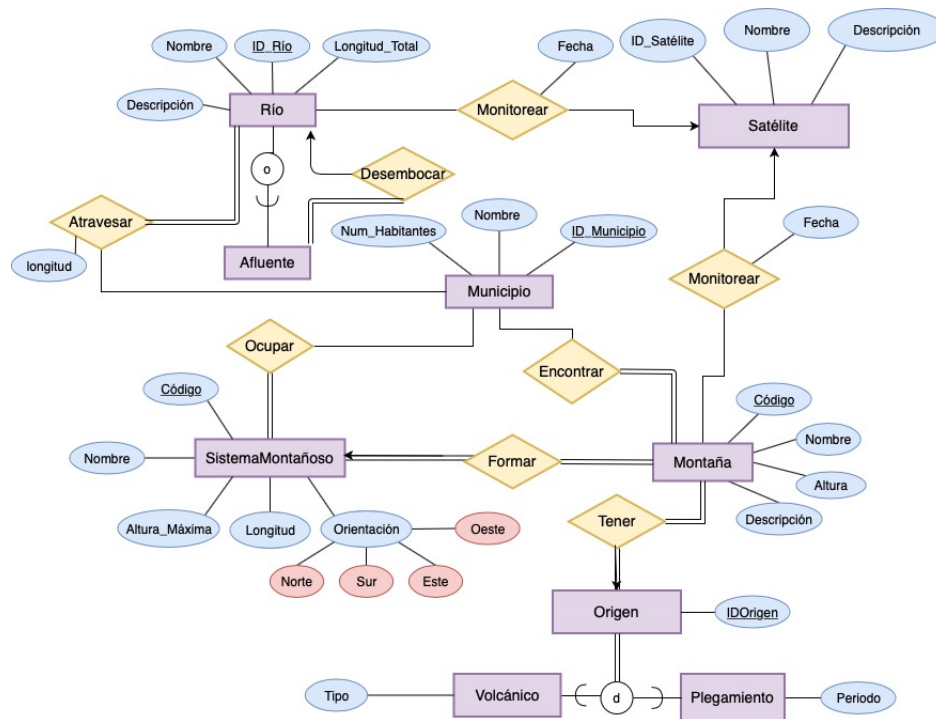 Nombre
ID_Río
Longitud_Total
Fecha
ID_Satélite
Nombre
Descripción
Descripción
Río
Monitorear
Satélite
o
Desembocar
Atravesar
longitud
Afluente
Num_Habitantes
Nombre
ID_Municipio
Fecha
Municipio
Monitorear
Ocupar
Encontrar
Código
Código
Nombre
SistemaMontañoso
Formar
Montaña
Nombre
Altura
Altura_Máxima
Longitud
Orientación
Oeste
Tener
Descripción
Norte
Sur
Este
Origen
IDOrigen
Tipo
Volcánico
d
Plegamiento
Periodo